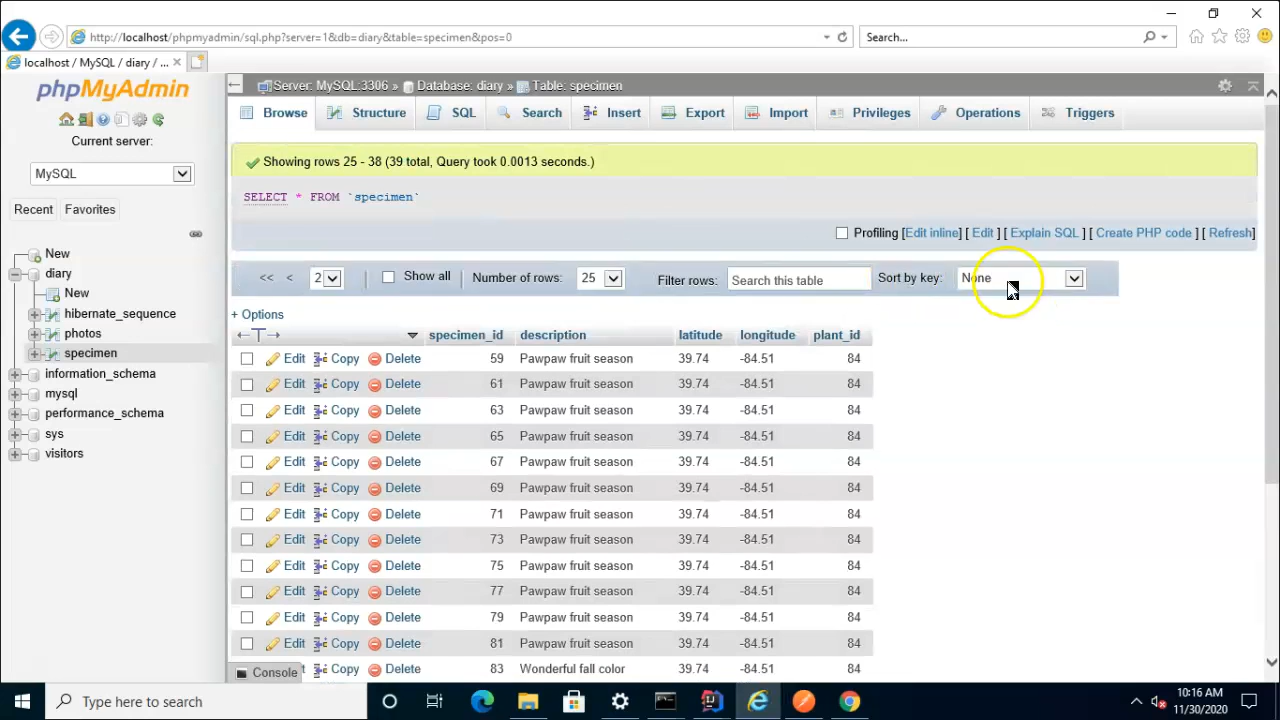 http://localhost/phpmyadmin/sql.php?server=1&db=diary&table=specimen&pos=0
Search...
localhost / MySQL / diary / ...
phpMyAdmin
Current server:
MySQL
Recent Favorites
New
diary
New
hibernate_sequence
photos
specimen
information_schema
mysql
performance_schema
sys
visitors
Server: MySQL:3306 » Database: diary » Table: specimen
Browse Structure SQL Search Insert Export Import Privileges Operations Triggers
Showing rows 25 - 38 (39 total, Query took 0.0013 seconds.)
SELECT * FROM `specimen`
Profiling [Edit inline] [ Edit ] [ Explain SQL ] [ Create PHP code ] [ Refresh]
<< < 2 Show all Number of rows: 25 Filter rows: Search this table Sort by key: None
+ Options
←T→ specimen_id description latitude longitude plant_id
Edit Copy Delete 59 Pawpaw fruit season 39.74 -84.51 84
Edit Copy Delete 61 Pawpaw fruit season 39.74 -84.51 84
Edit Copy Delete 63 Pawpaw fruit season 39.74 -84.51 84
Edit Copy Delete 65 Pawpaw fruit season 39.74 -84.51 84
Edit Copy Delete 67 Pawpaw fruit season 39.74 -84.51 84
Edit Copy Delete 69 Pawpaw fruit season 39.74 -84.51 84
Edit Copy Delete 71 Pawpaw fruit season 39.74 -84.51 84
Edit Copy Delete 73 Pawpaw fruit season 39.74 -84.51 84
Edit Copy Delete 75 Pawpaw fruit season 39.74 -84.51 84
Edit Copy Delete 77 Pawpaw fruit season 39.74 -84.51 84
Edit Copy Delete 79 Pawpaw fruit season 39.74 -84.51 84
Edit Copy Delete 81 Pawpaw fruit season 39.74 -84.51 84
Console Copy Delete 83 Wonderful fall color 39.74 -84.51 84
Type here to search
10:16 AM
11/30/2020